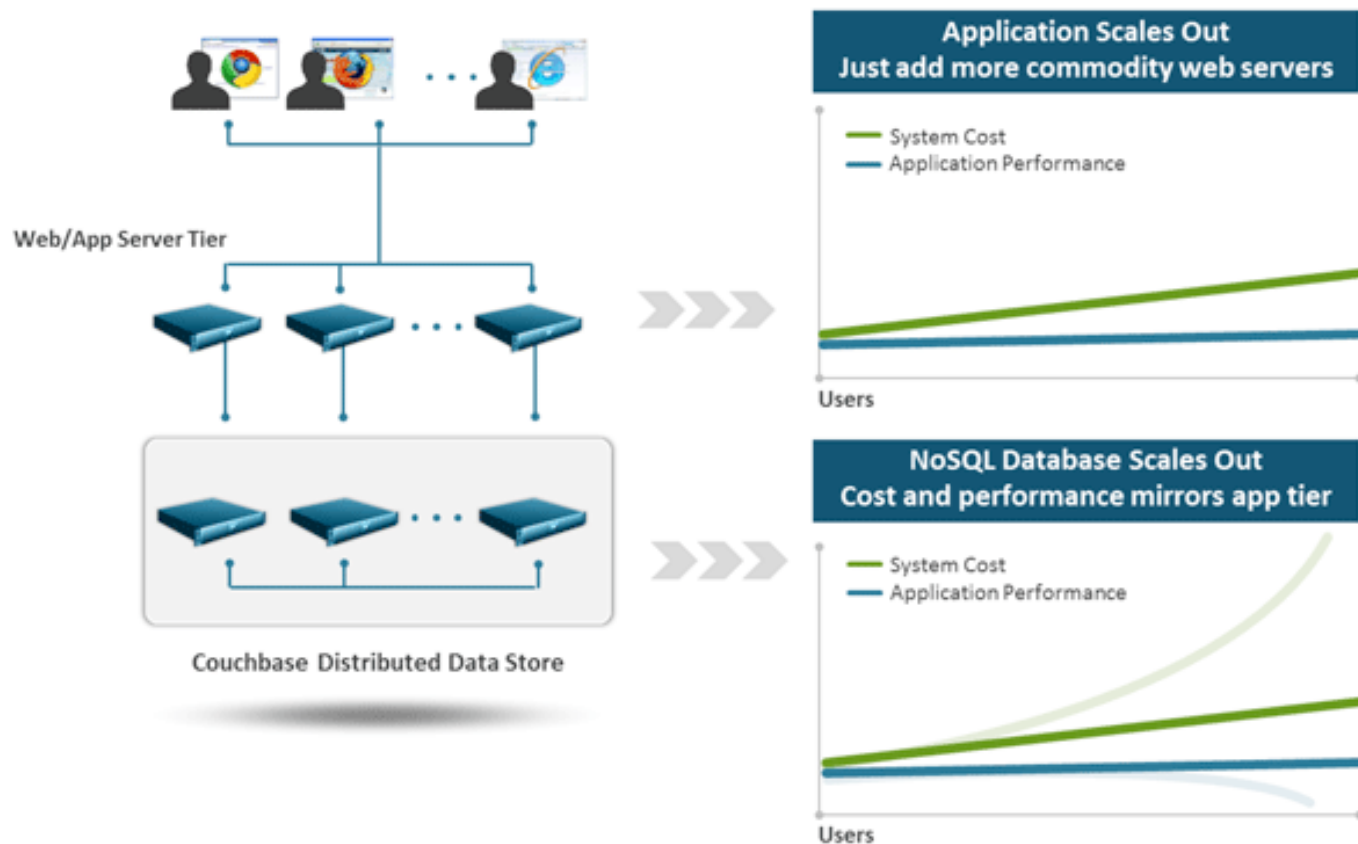 Application Scales Out
Just add more commodity web servers
System Cost
Application Performance
Web/App Server Tier
Users
NoSQL Database Scales Out
Cost and performance mirrors app tier
System Cost
Application Performance
Couchbase Distributed Data Store
Users